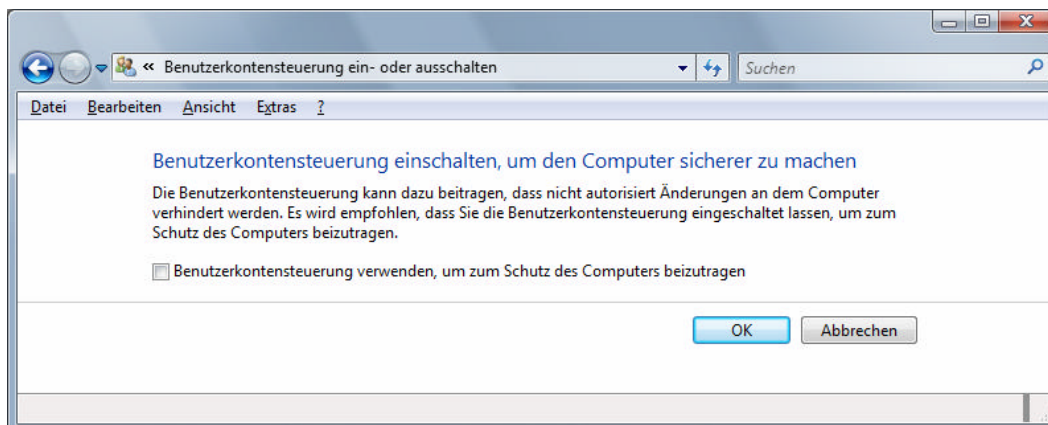 « Benutzerkontensteuerung ein- oder ausschalten
Suchen
Datei Bearbeiten Ansicht Extras ?
Benutzerkontensteuerung einschalten, um den Computer sicherer zu machen
Die Benutzerkontensteuerung kann dazu beitragen, dass nicht autorisiert Änderungen an dem Computer
verhindert werden. Es wird empfohlen, dass Sie die Benutzerkontensteuerung eingeschaltet lassen, um zum
Schutz des Computers beizutragen.
Benutzerkontensteuerung verwenden, um zum Schutz des Computers beizutragen
OK Abbrechen